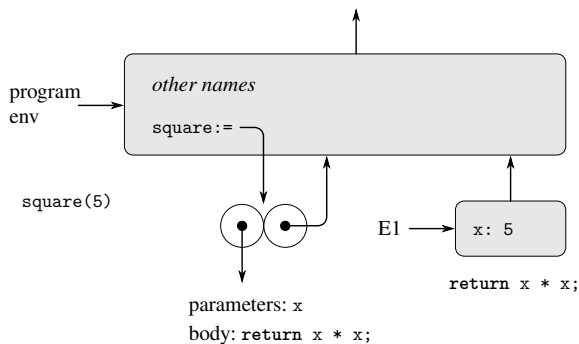 other names
program
env
square:=
square(5)
E1
x: 5
return x * x;
parameters: x
body: return x * x;